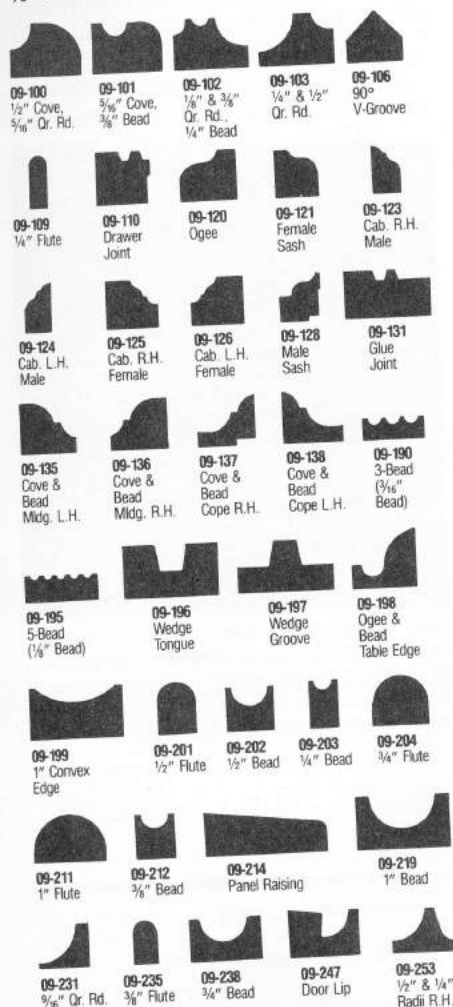 09-100
½" Cove,
5/16" Qr. Rd.
09-101
5/16" Cove,
⅜" Bead
09-102
⅛" & ⅜"
Qr. Rd.,
¼" Bead
09-103
¼" & ½"
Qr. Rd.
09-106
90°
V-Groove
09-109
¼" Flute
09-110
Drawer
Joint
09-120
Ogee
09-121
Female
Sash
09-123
Cab. R.H.
Male
09-124
Cab. L.H.
Male
09-125
Cab. R.H.
Female
09-126
Cab. L.H.
Female
09-128
Male
Sash
09-131
Glue
Joint
09-135
Cove &
Bead
Mldg. L.H.
09-136
Cove &
Bead
Mldg. R.H.
09-137
Cove &
Bead
Cope R.H.
09-138
Cove &
Bead
Cope L.H.
09-190
3-Bead
(3/16"
Bead)
09-195
5-Bead
(⅛" Bead)
09-196
Wedge
Tongue
09-197
Wedge
Groove
09-198
Ogee &
Bead
Table Edge
09-199
1" Convex
Edge
09-201
½" Flute
09-202
½" Bead
09-203
¼" Bead
09-204
¾" Flute
09-211
1" Flute
09-212
⅜" Bead
09-214
Panel Raising
09-219
1" Bead
09-231
9/16" Qr. Rd.
09-235
⅜" Flute
09-238
¾" Bead
09-247
Door Lip
09-253
½" & ¼"
Radii R.H.